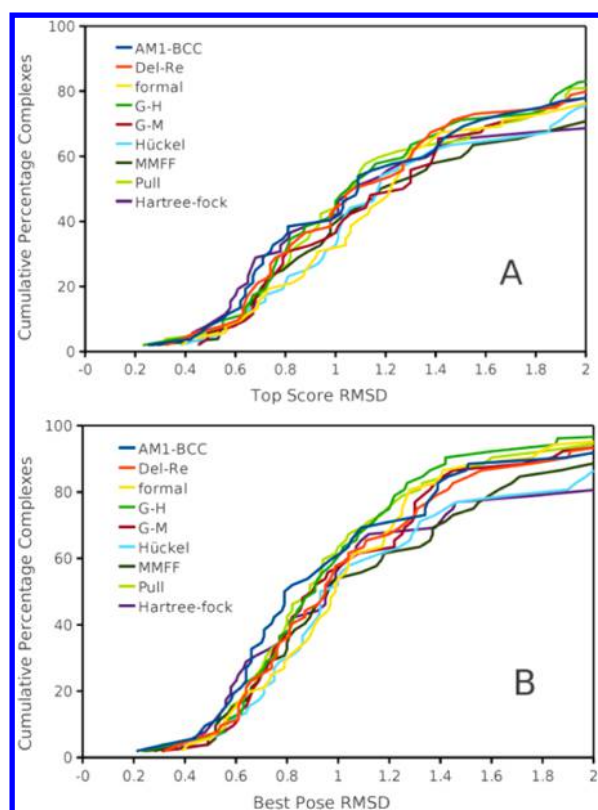 100
80
60
40
20
0
Cumulative Percentage Complexes
AM1-BCC
Del-Re
formal
G-H
G-M
Hückel
MMFF
Pull
Hartree-fock
A
-0 0.2 0.4 0.6 0.8 1 1.2 1.4 1.6 1.8 2
Top Score RMSD
100
80
60
40
20
0
Cumulative Percentage Complexes
AM1-BCC
Del-Re
formal
G-H
G-M
Hückel
MMFF
Pull
Hartree-fock
B
-0 0.2 0.4 0.6 0.8 1 1.2 1.4 1.6 1.8 2
Best Pose RMSD